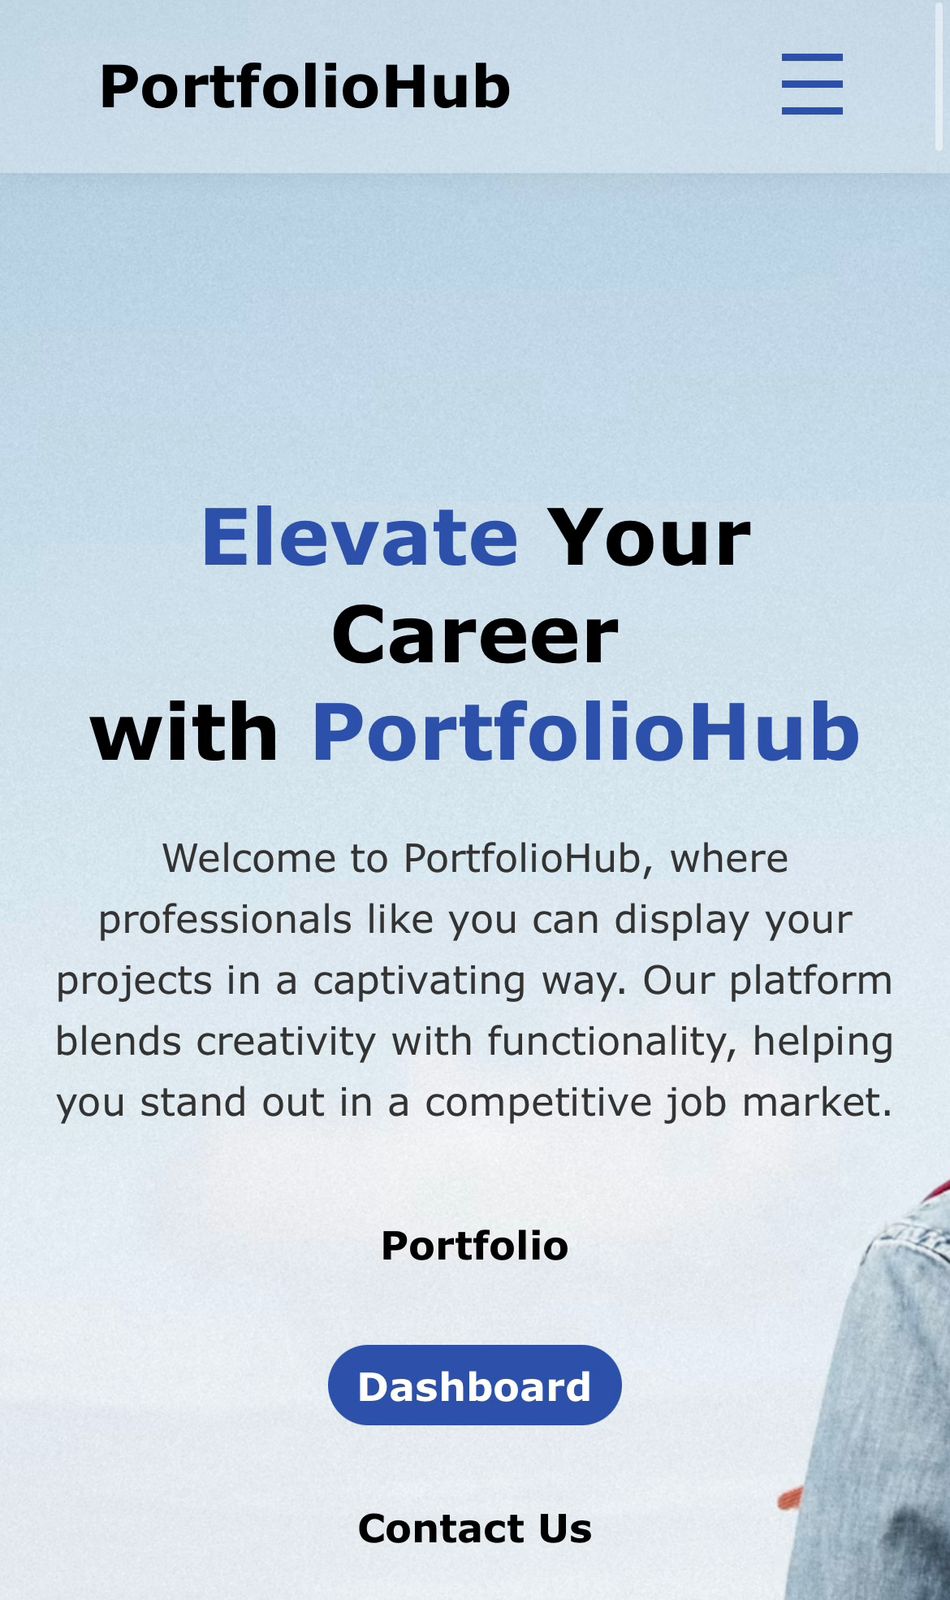 PortfolioHub
Elevate Your
Career
with PortfolioHub
Welcome to PortfolioHub, where
professionals like you can display your
projects in a captivating way. Our platform
blends creativity with functionality, helping
you stand out in a competitive job market.
Portfolio
Dashboard
Contact Us